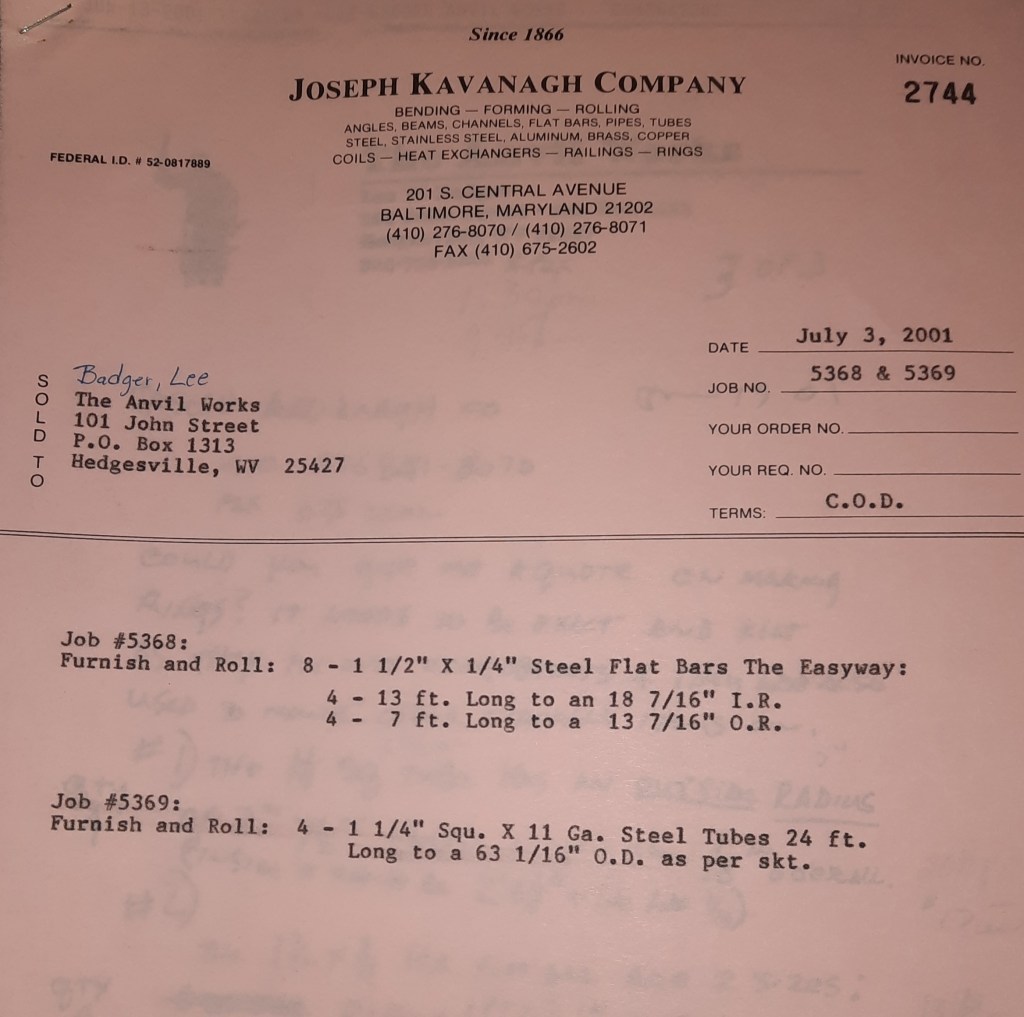 Since 1866
JOSEPH KAVANAGH COMPANY
BENDING — FORMING — ROLLING
ANGLES, BEAMS, CHANNELS, FLAT BARS, PIPES, TUBES
STEEL, STAINLESS STEEL, ALUMINUM, BRASS, COPPER
COILS — HEAT EXCHANGERS — RAILINGS — RINGS
INVOICE NO.
2744
FEDERAL I.D. # 52-0817889
201 S. CENTRAL AVENUE
BALTIMORE, MARYLAND 21202
(410) 276-8070 / (410) 276-8071
FAX (410) 675-2602
DATE July 3, 2001
JOB NO. 5368 & 5369
YOUR ORDER NO.
YOUR REQ. NO.
TERMS: C.O.D.
SOLD TO
Badger, Lee
The Anvil Works
101 John Street
P.O. Box 1313
Hedgesville, WV 25427
Job #5368:
Furnish and Roll: 8 - 1 1/2" X 1/4" Steel Flat Bars The Easyway:
4 - 13 ft. Long to an 18 7/16" I.R.
4 - 7 ft. Long to a 13 7/16" O.R.
Job #5369:
Furnish and Roll: 4 - 1 1/4" Squ. X 11 Ga. Steel Tubes 24 ft.
Long to a 63 1/16" O.D. as per skt.